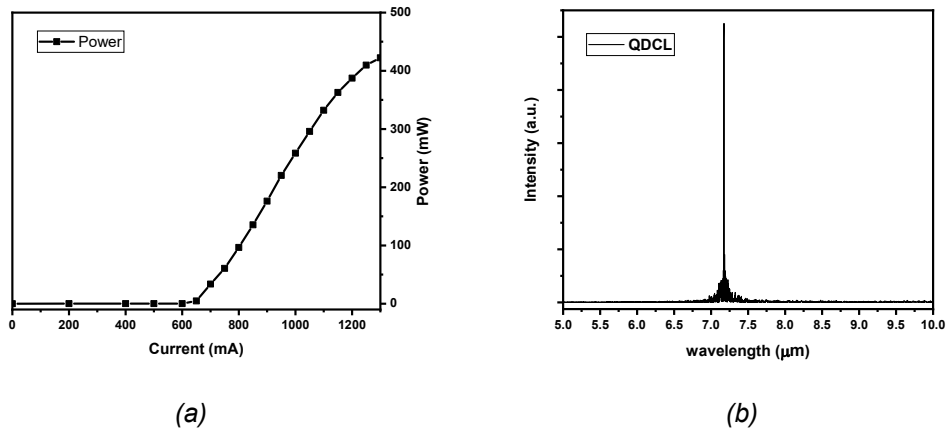 500
Power
400
300
200
100
0
Power (mW)
0 200 400 600 800 1000 1200
Current (mA)
(a)
QDCL
Intensity (a.u.)
5.0 5.5 6.0 6.5 7.0 7.5 8.0 8.5 9.0 9.5 10.0
wavelength (μm)
(b)